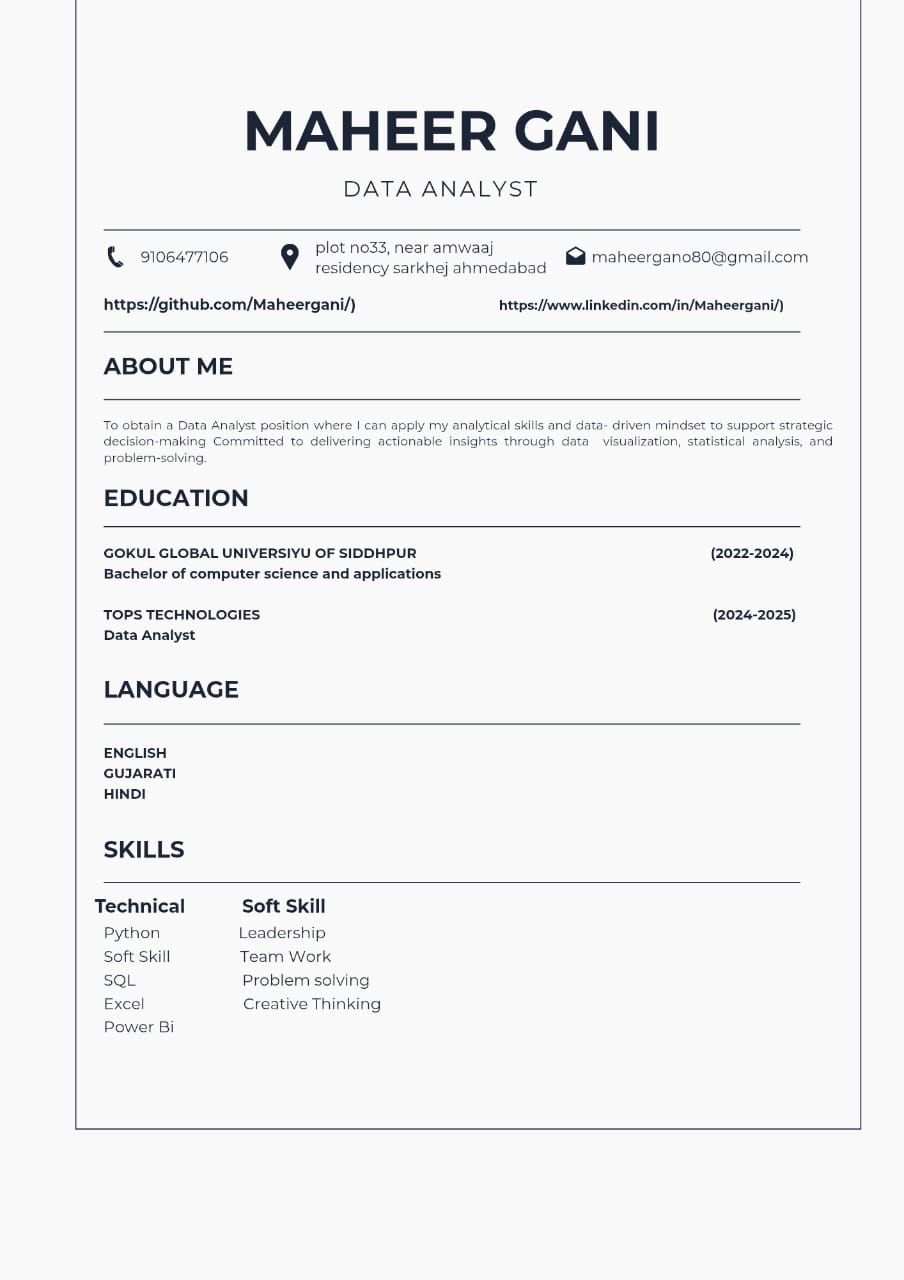 MAHEER GANI
DATA ANALYST
9106477106
plot no33, near amwaaj
residency sarkhej ahmedabad
maheergano80@gmail.com
https://github.com/Maheergani/)
https://www.linkedin.com/in/Maheergani/)
ABOUT ME
To obtain a Data Analyst position where I can apply my analytical skills and data- driven mindset to support strategic
decision-making Committed to delivering actionable insights through data visualization, statistical analysis, and
problem-solving.
EDUCATION
GOKUL GLOBAL UNIVERSIYU OF SIDDHPUR (2022-2024)
Bachelor of computer science and applications
TOPS TECHNOLOGIES (2024-2025)
Data Analyst
LANGUAGE
ENGLISH
GUJARATI
HINDI
SKILLS
Technical
Python
Soft Skill
SQL
Excel
Power Bi
Soft Skill
Leadership
Team Work
Problem solving
Creative Thinking